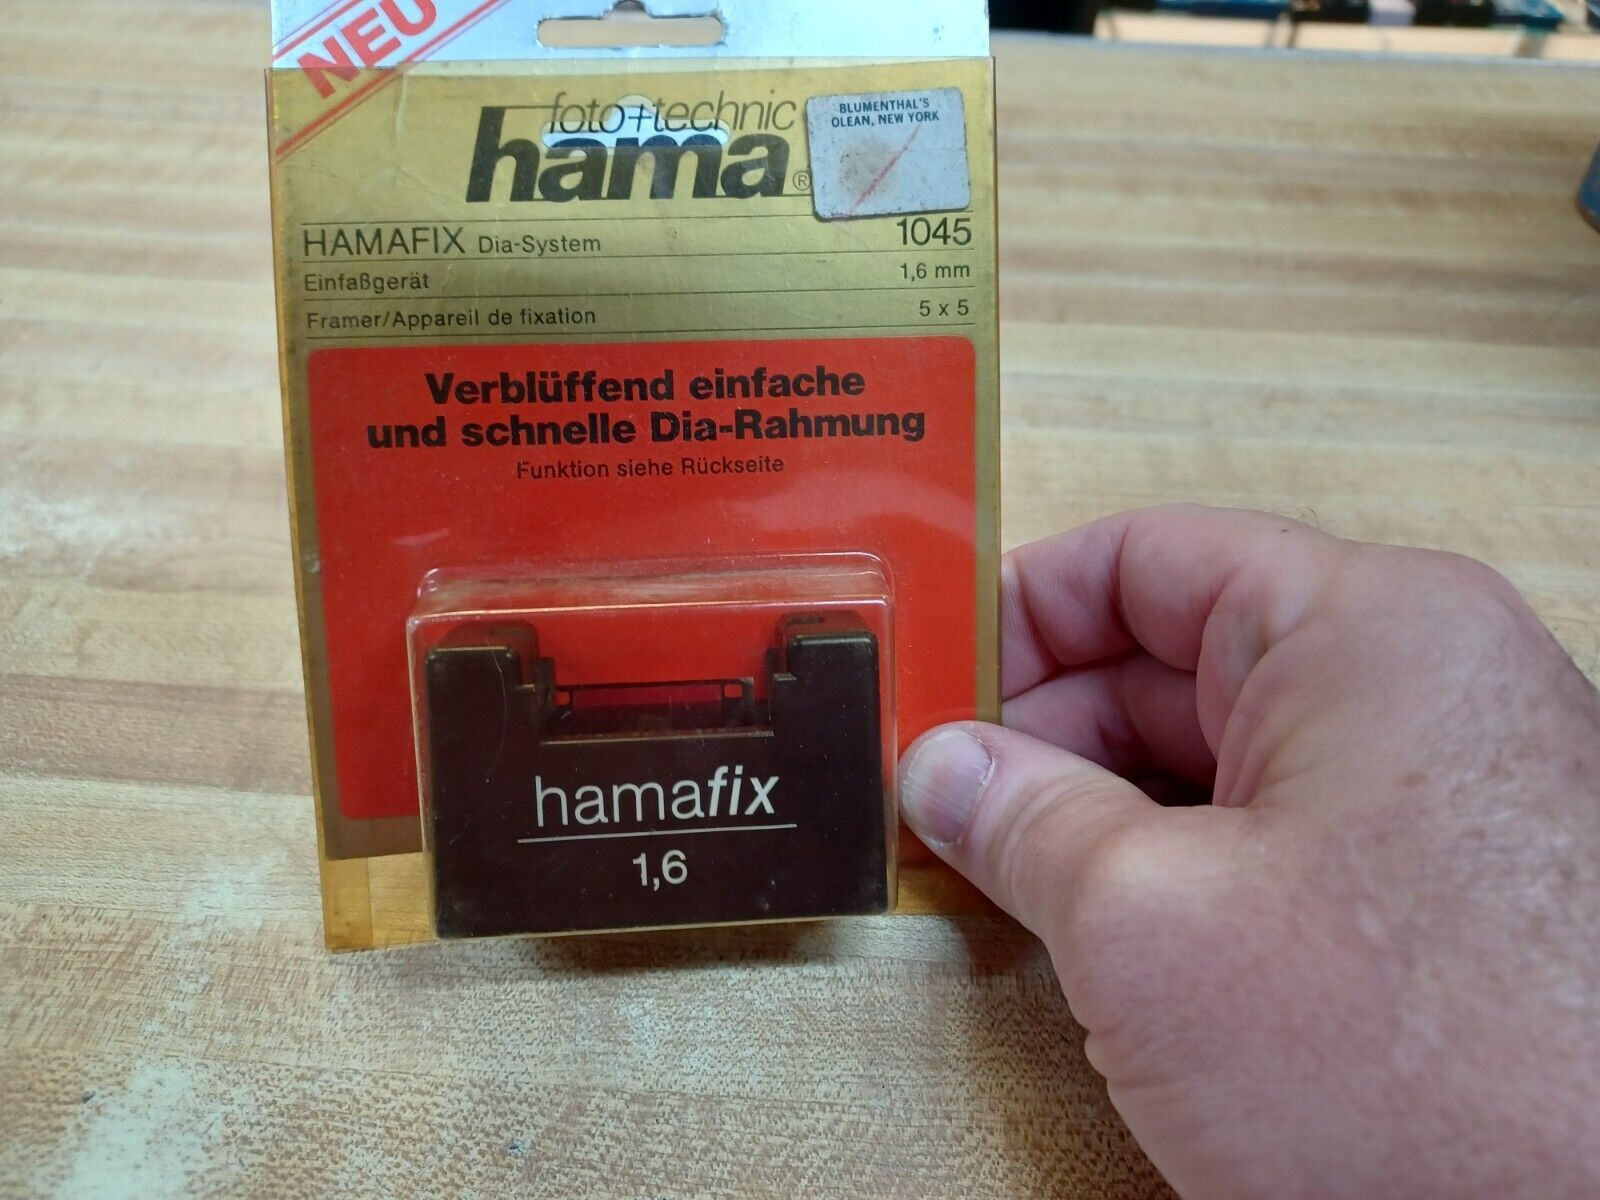 NEU
foto+technic
hama®
BLUMENTHAL'S
OLEAN, NEW YORK
HAMAFIX Dia-System 1045
Einfaßgerät 1,6 mm
Framer/Appareil de fixation 5 x 5
Verblüffend einfache
und schnelle Dia-Rahmung
Funktion siehe Rückseite
hamafix
1,6